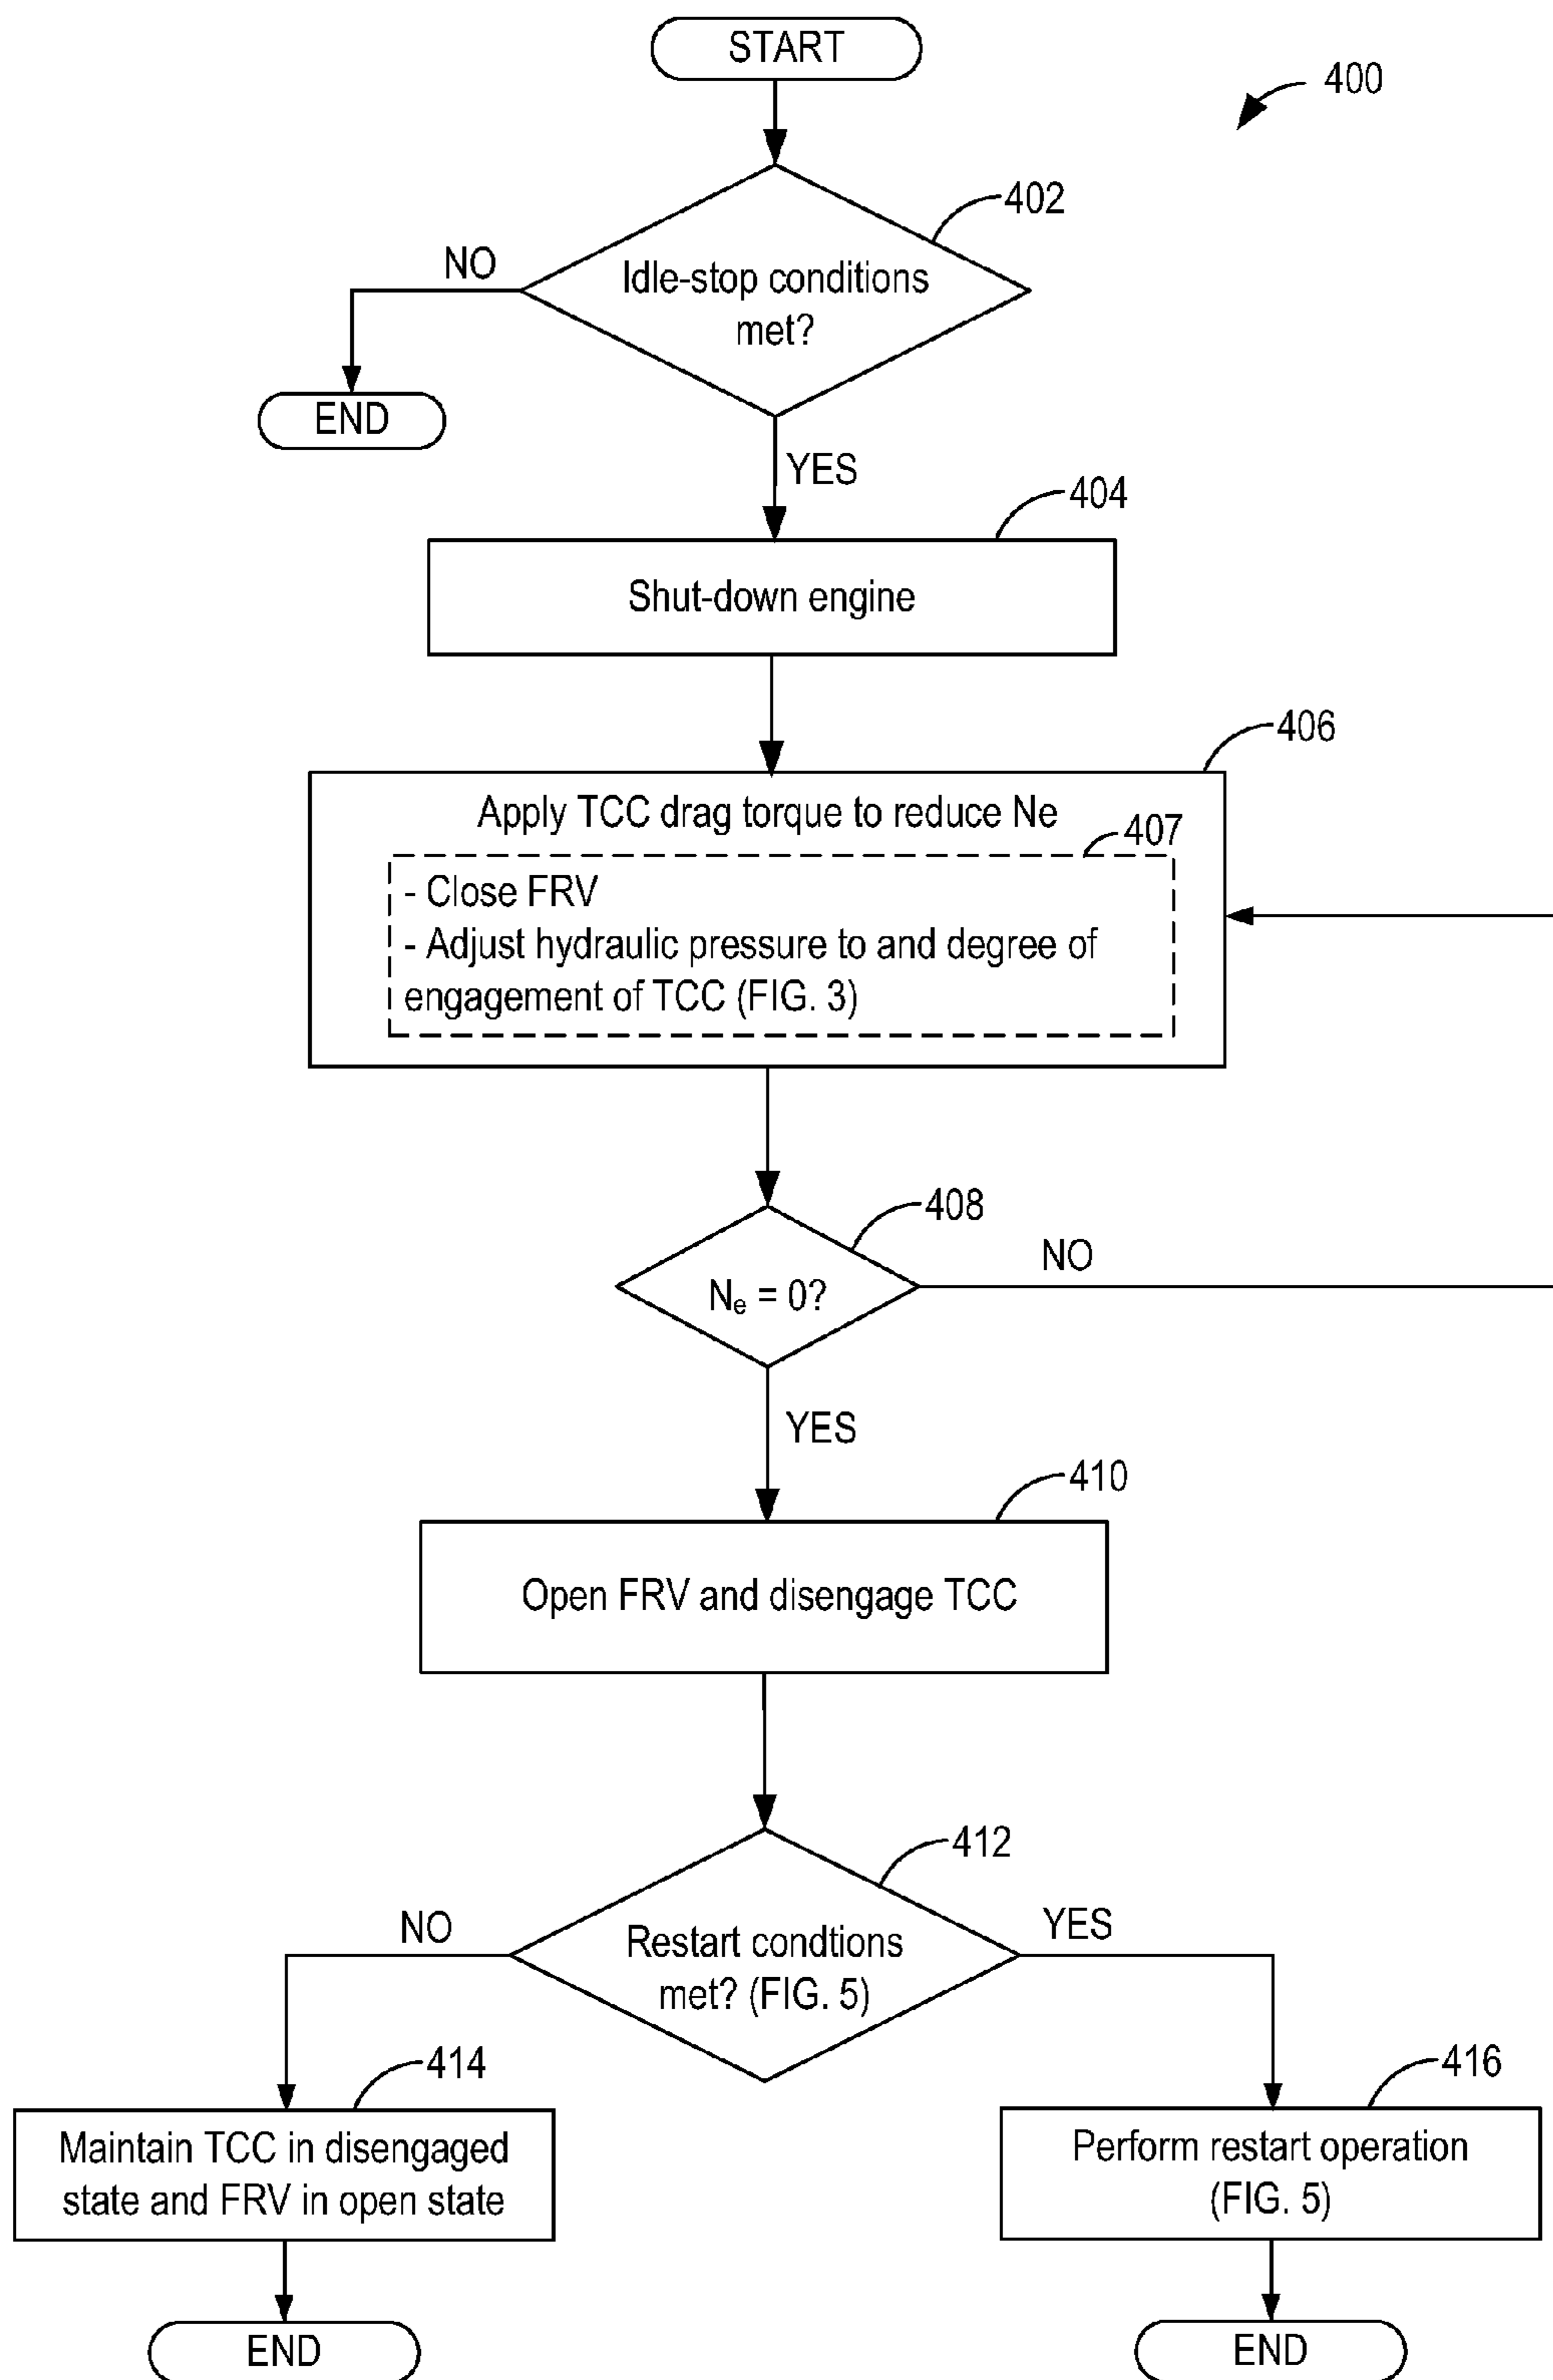 START
400
402
Idle-stop conditions
met?
NO
END
YES
404
Shut-down engine
406
Apply TCC drag torque to reduce Ne
407
- Close FRV
- Adjust hydraulic pressure to and degree of
engagement of TCC (FIG. 3)
408
Nₑ = 0?
NO
YES
410
Open FRV and disengage TCC
412
Restart condtions
met? (FIG. 5)
NO
YES
414
Maintain TCC in disengaged
state and FRV in open state
416
Perform restart operation
(FIG. 5)
END
END